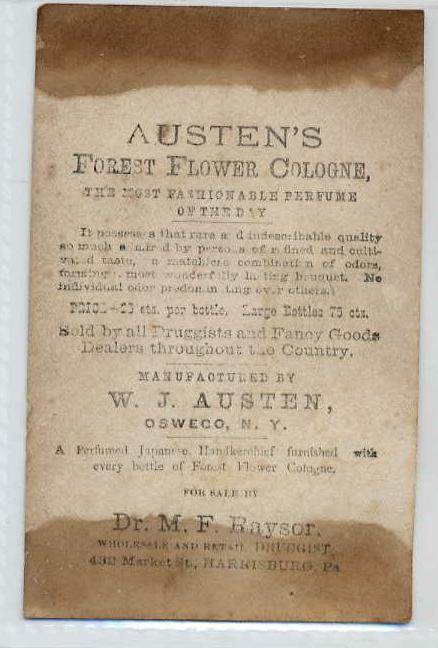 AUSTEN'S
FOREST FLOWER COLOGNE,
THE MOST FASHIONABLE PERFUME
OF THE DAY
It possesses that rare and indescribable quality
so much admired by persons of refined and culti-
vated taste, a matchless combination of odors,
forming a most wonderfully lasting bouquet. No
individual odor predominating over others.
PRICE—25 cts. per bottle. Large Bottles 75 cts.
Sold by all Druggists and Fancy Goods
Dealers throughout the Country.
MANUFACTURED BY
W. J. AUSTEN,
OSWEGO, N. Y.
A Perfumed Japanese Handkerchief furnished with
every bottle of Forest Flower Cologne.
FOR SALE BY
Dr. M. F. Raysor,
WHOLESALE AND RETAIL DRUGGIST,
432 Market St., HARRISBURG, Pa